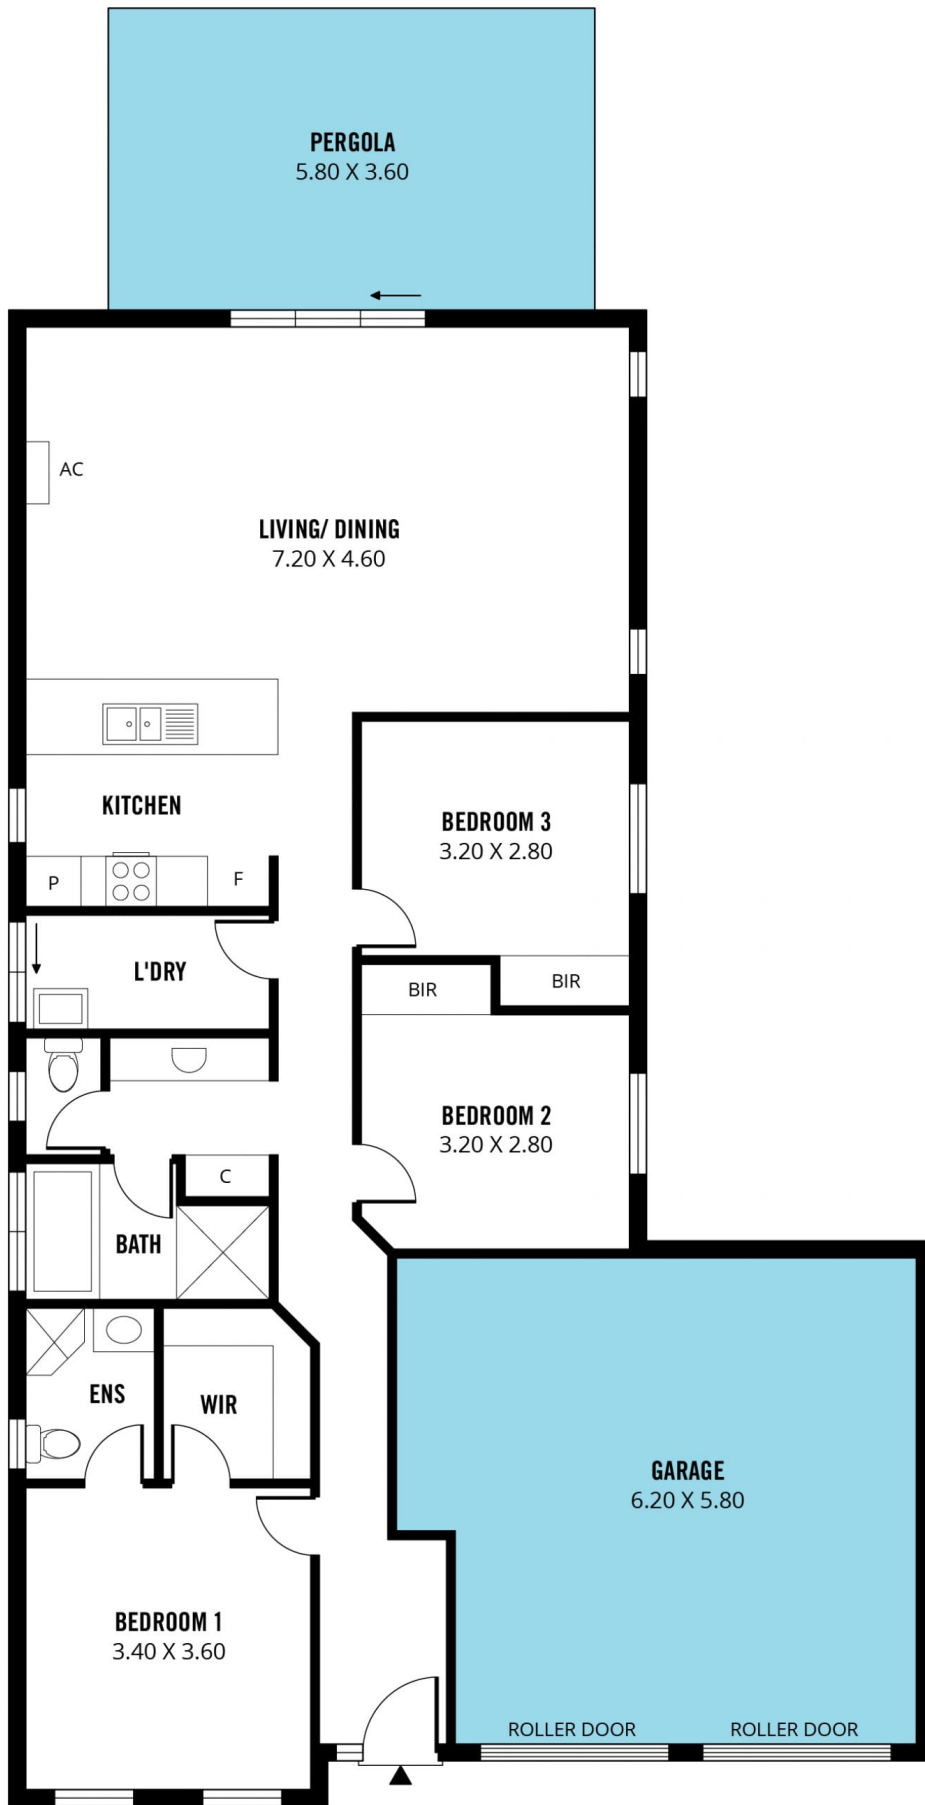 PERGOLA
5.80 X 3.60
AC
LIVING/ DINING
7.20 X 4.60
KITCHEN
P
F
BEDROOM 3
3.20 X 2.80
L'DRY
BIR
BIR
BEDROOM 2
3.20 X 2.80
C
BATH
ENS
WIR
GARAGE
6.20 X 5.80
BEDROOM 1
3.40 X 3.60
ROLLER DOOR
ROLLER DOOR